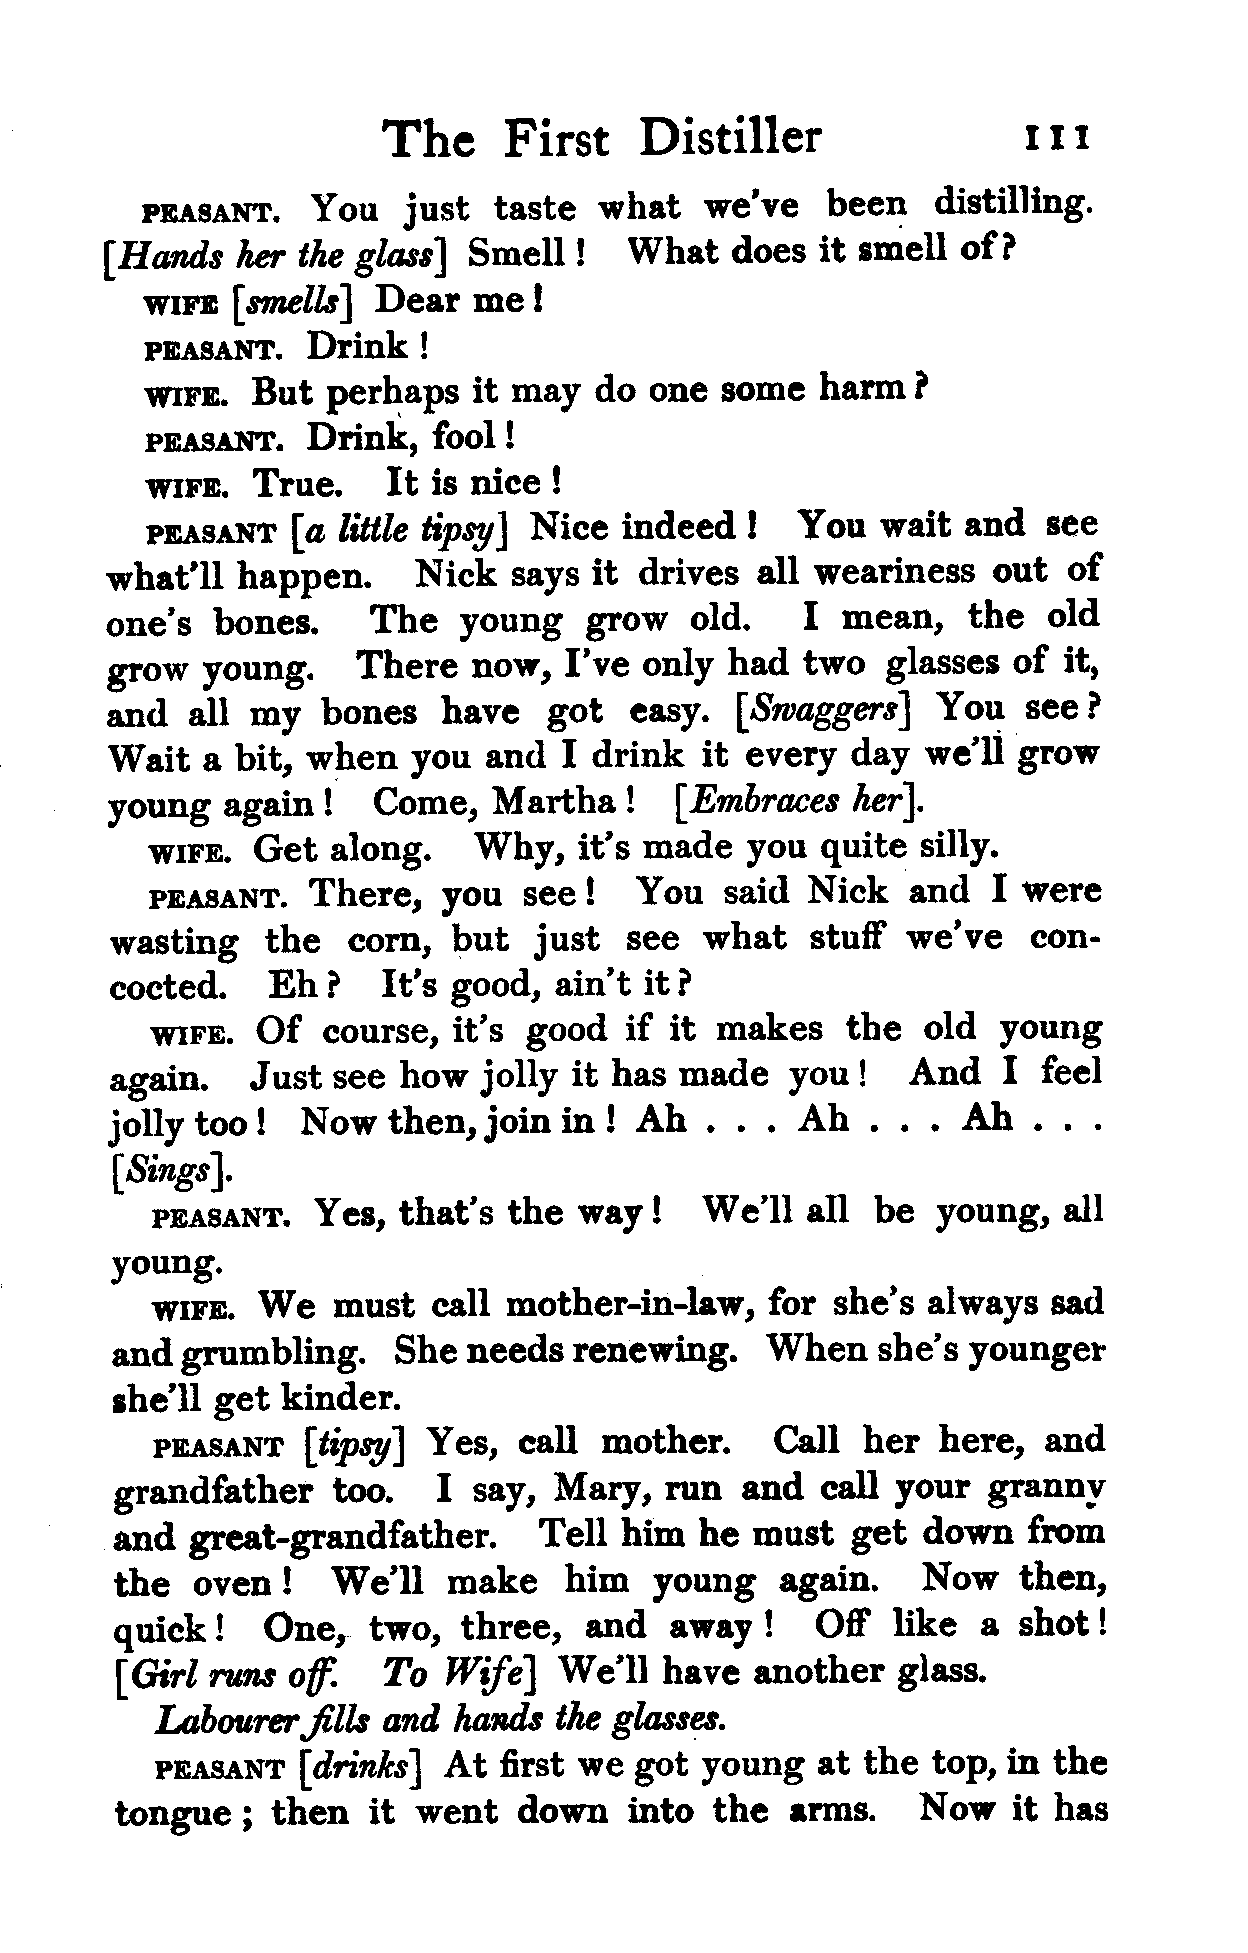 The First Distiller 111
PEASANT. You just taste what we've been distilling.
[Hands her the glass] Smell! What does it smell of?
WIFE [smells] Dear me!
PEASANT. Drink!
WIFE. But perhaps it may do one some harm?
PEASANT. Drink, fool!
WIFE. True. It is nice!
PEASANT [a little tipsy] Nice indeed! You wait and see
what'll happen. Nick says it drives all weariness out of
one's bones. The young grow old. I mean, the old
grow young. There now, I've only had two glasses of it,
and all my bones have got easy. [Swaggers] You see?
Wait a bit, when you and I drink it every day we'll grow
young again! Come, Martha! [Embraces her].
WIFE. Get along. Why, it's made you quite silly.
PEASANT. There, you see! You said Nick and I were
wasting the corn, but just see what stuff we've con-
cocted. Eh? It's good, ain't it?
WIFE. Of course, it's good if it makes the old young
again. Just see how jolly it has made you! And I feel
jolly too! Now then, join in! Ah . . . Ah . . . Ah . . .
[Sings].
PEASANT. Yes, that's the way! We'll all be young, all
young.
WIFE. We must call mother-in-law, for she's always sad
and grumbling. She needs renewing. When she's younger
she'll get kinder.
PEASANT [tipsy] Yes, call mother. Call her here, and
grandfather too. I say, Mary, run and call your granny
and great-grandfather. Tell him he must get down from
the oven! We'll make him young again. Now then,
quick! One, two, three, and away! Off like a shot!
[Girl runs off. To Wife] We'll have another glass.
Labourer fills and hands the glasses.
PEASANT [drinks] At first we got young at the top, in the
tongue; then it went down into the arms. Now it has